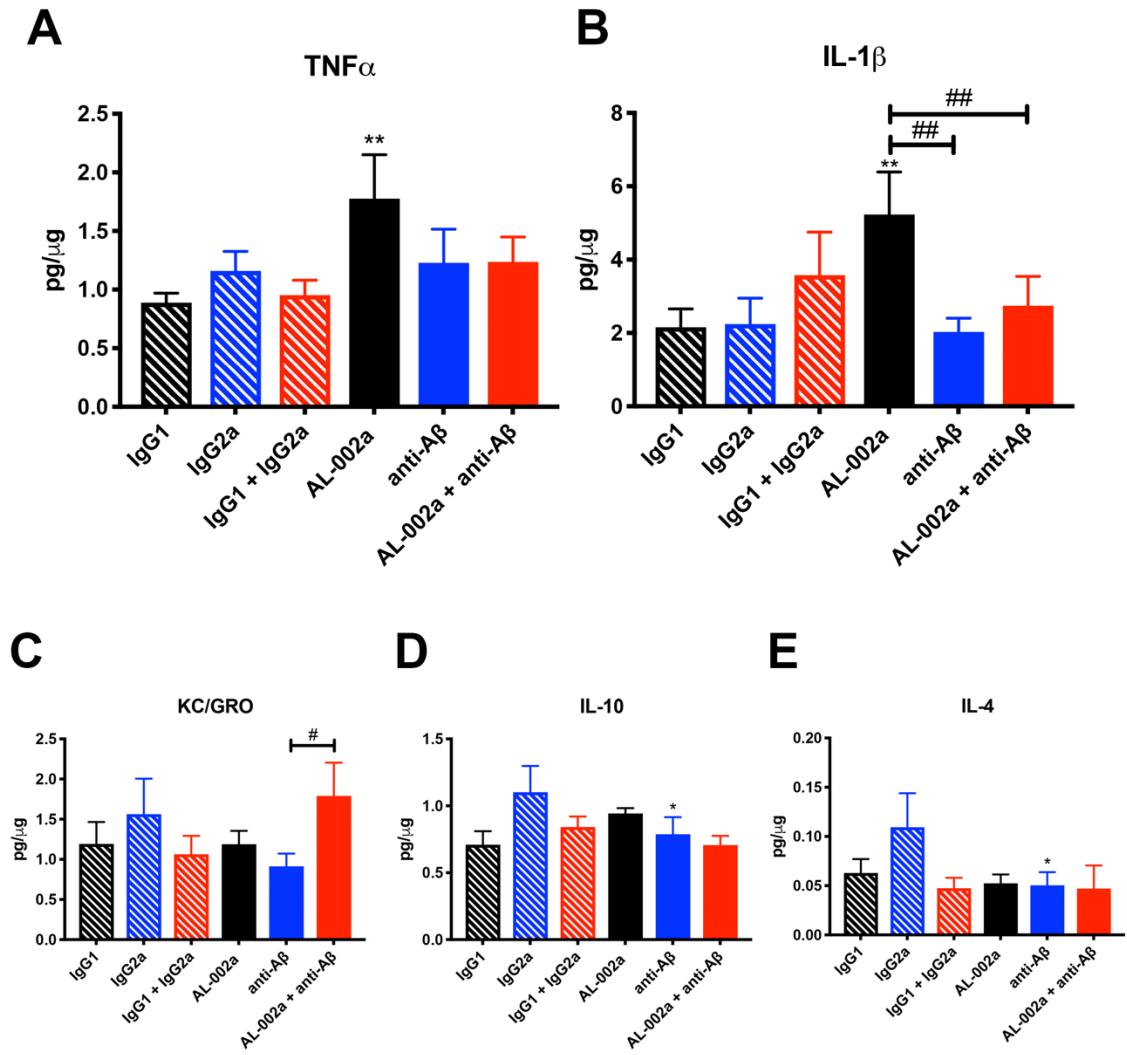 A
TNFα
2.5
2.0
1.5
1.0
0.5
0.0
pg/μg
**
IgG1
IgG2a
IgG1 + IgG2a
AL-002a
anti-Aβ
AL-002a + anti-Aβ
B
IL-1β
8
6
4
2
0
pg/μg
**
##
##
IgG1
IgG2a
IgG1 + IgG2a
AL-002a
anti-Aβ
AL-002a + anti-Aβ
C
KC/GRO
2.5
2.0
1.5
1.0
0.5
0.0
pg/μg
#
IgG1
IgG2a
IgG1 + IgG2a
AL-002a
anti-Aβ
AL-002a + anti-Aβ
D
IL-10
1.5
1.0
0.5
0.0
pg/μg
*
IgG1
IgG2a
IgG1 + IgG2a
AL-002a
anti-Aβ
AL-002a + anti-Aβ
E
IL-4
0.20
0.15
0.10
0.05
0.00
pg/μg
*
IgG1
IgG2a
IgG1 + IgG2a
AL-002a
anti-Aβ
AL-002a + anti-Aβ